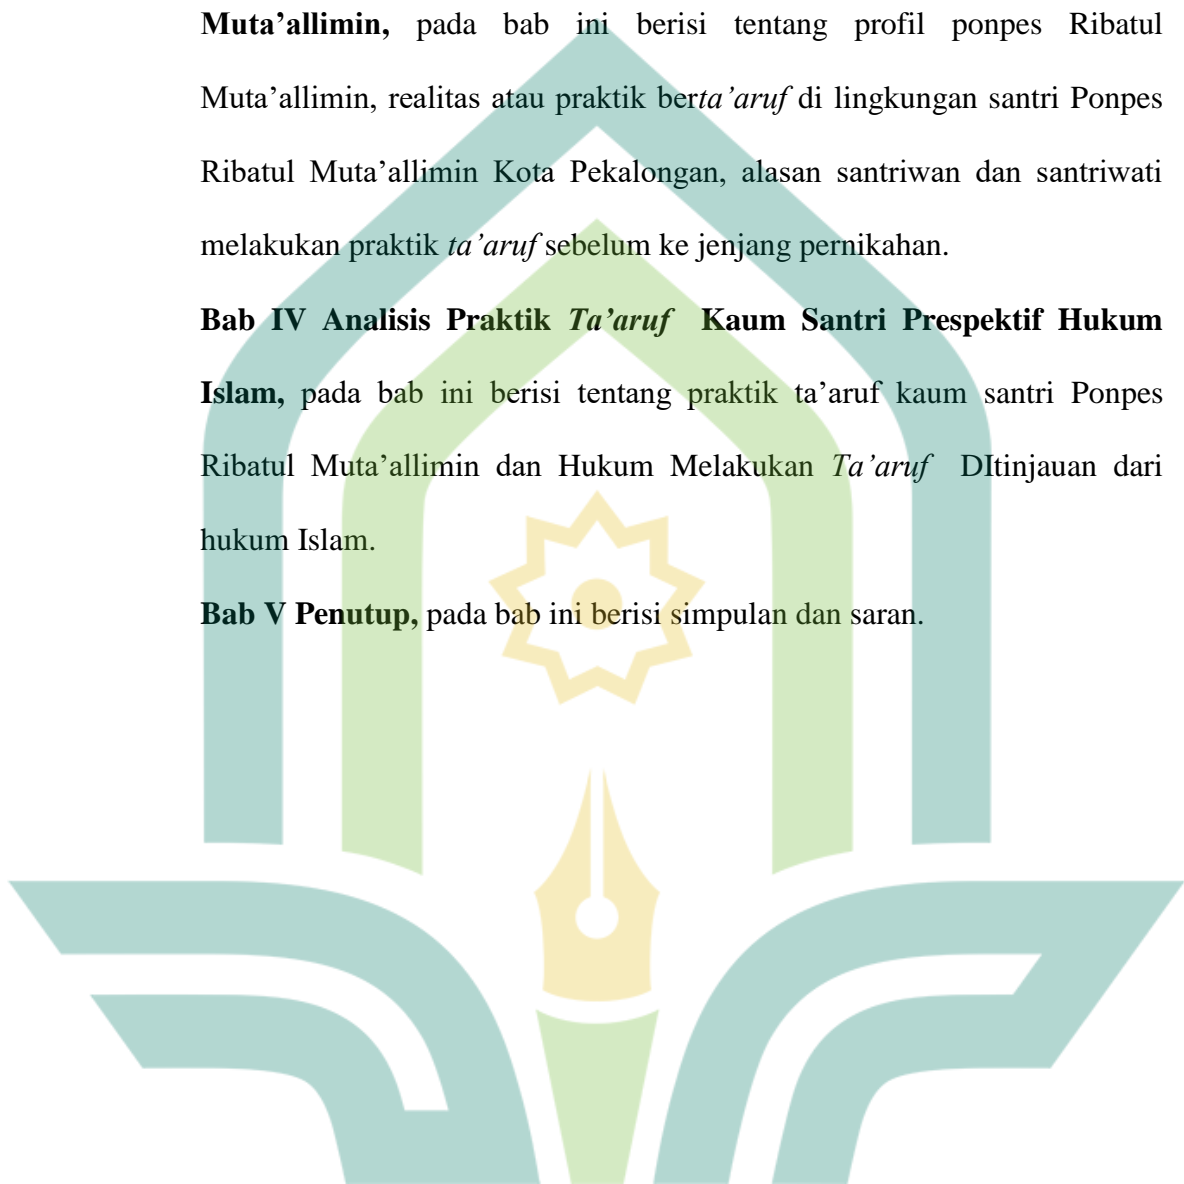 Muta’allimin, pada bab ini berisi tentang profil ponpes Ribatul
Muta’allimin, realitas atau praktik berta’aruf di lingkungan santri Ponpes
Ribatul Muta’allimin Kota Pekalongan, alasan santriwan dan santriwati
melakukan praktik ta’aruf sebelum ke jenjang pernikahan.
Bab IV Analisis Praktik Ta’aruf Kaum Santri Prespektif Hukum
Islam, pada bab ini berisi tentang praktik ta’aruf kaum santri Ponpes
Ribatul Muta’allimin dan Hukum Melakukan Ta’aruf DItinjauan dari
hukum Islam.
Bab V Penutup, pada bab ini berisi simpulan dan saran.